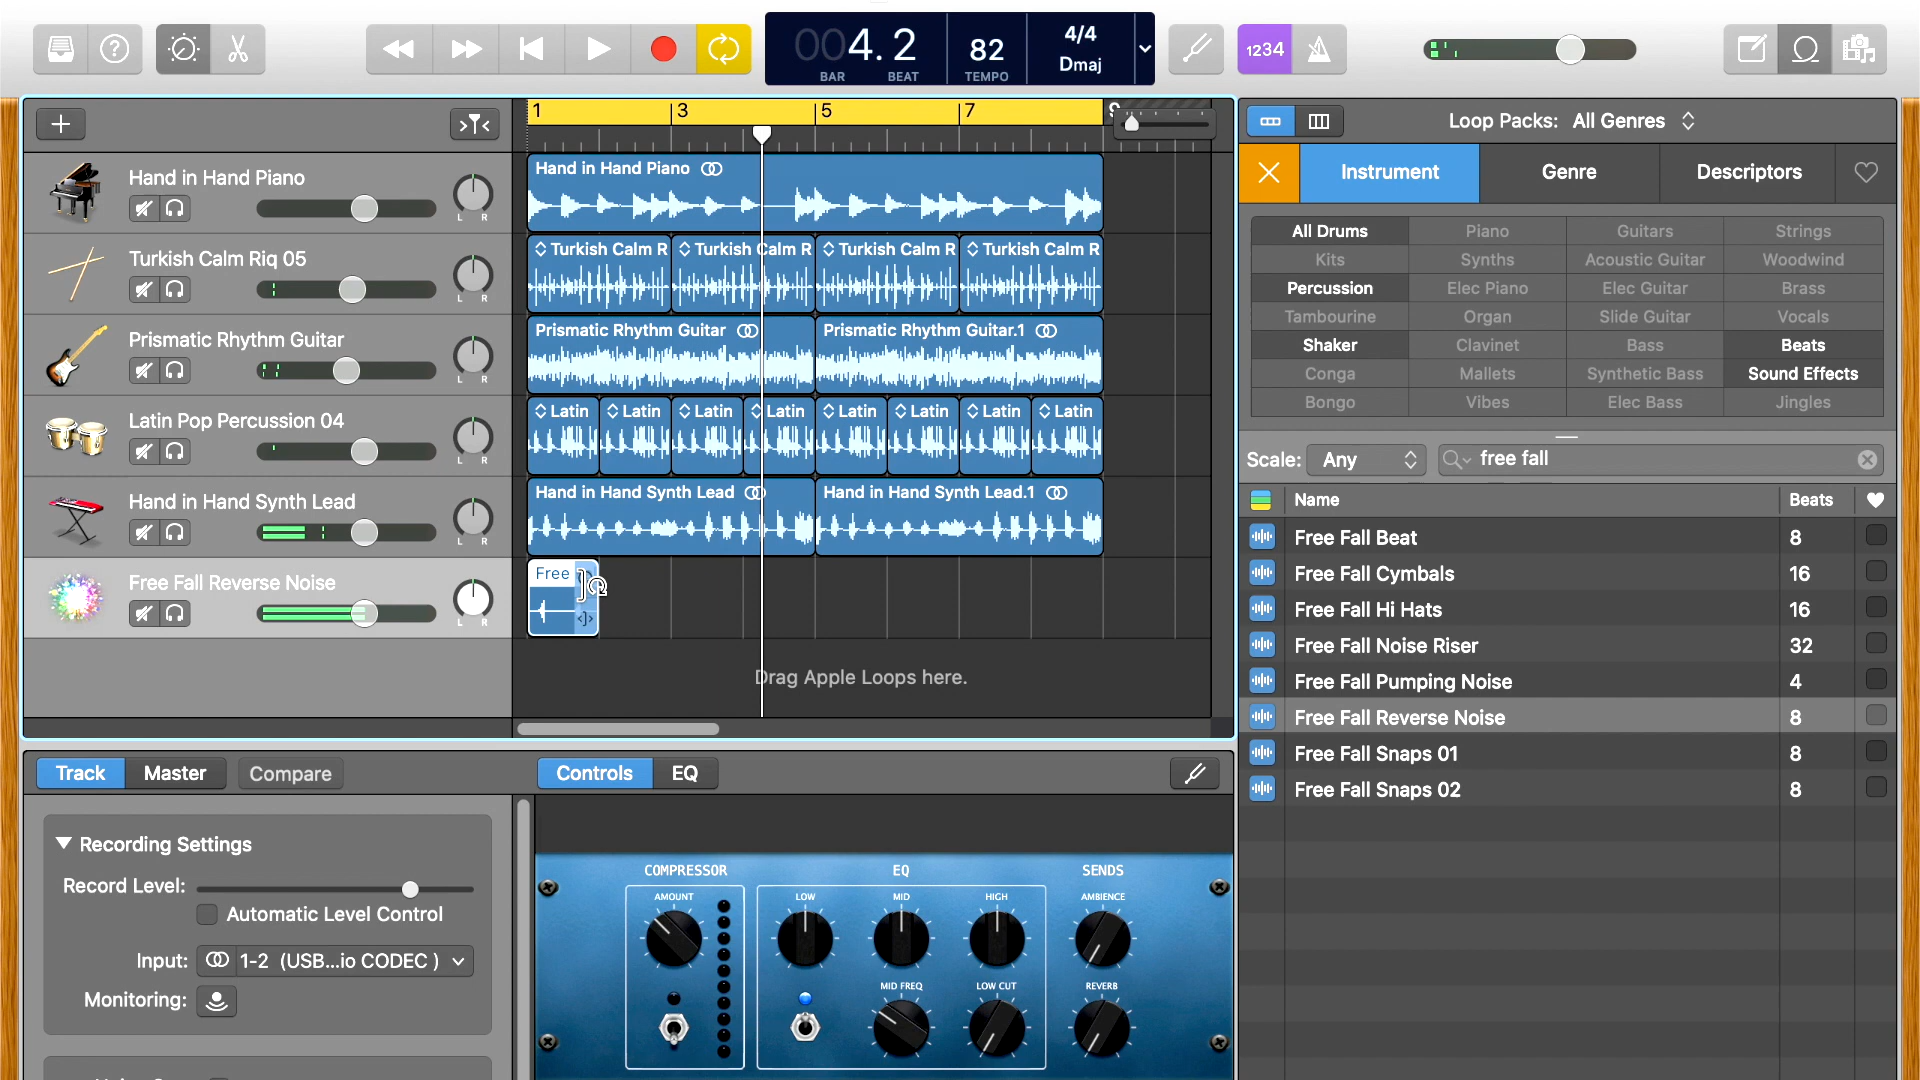 004. 2
BAR BEAT
82
TEMPO
4/4
Dmaj
1234
1 3 5 7 9
Hand in Hand Piano
L R
Turkish Calm Riq 05
L R
Prismatic Rhythm Guitar
L R
Latin Pop Percussion 04
L R
Hand in Hand Synth Lead
L R
Free Fall Reverse Noise
L R
Hand in Hand Piano
Turkish Calm R Turkish Calm R Turkish Calm R Turkish Calm R
Prismatic Rhythm Guitar Prismatic Rhythm Guitar.1
Latin Latin Latin Latin Latin Latin Latin Latin
Hand in Hand Synth Lead Hand in Hand Synth Lead.1
Free
Drag Apple Loops here.
Loop Packs: All Genres
Instrument Genre Descriptors
All Drums Piano Guitars Strings
Kits Synths Acoustic Guitar Woodwind
Percussion Elec Piano Elec Guitar Brass
Tambourine Organ Slide Guitar Vocals
Shaker Clavinet Bass Beats
Conga Mallets Synthetic Bass Sound Effects
Bongo Vibes Elec Bass Jingles
Scale: Any free fall
Name Beats
Free Fall Beat 8
Free Fall Cymbals 16
Free Fall Hi Hats 16
Free Fall Noise Riser 32
Free Fall Pumping Noise 4
Free Fall Reverse Noise 8
Free Fall Snaps 01 8
Free Fall Snaps 02 8
Track Master Compare
Controls EQ
Recording Settings
Record Level:
Automatic Level Control
Input: 1-2 (USB...io CODEC )
Monitoring:
COMPRESSOR EQ SENDS
AMOUNT LOW MID HIGH AMBIENCE
MID FREQ LOW CUT REVERB